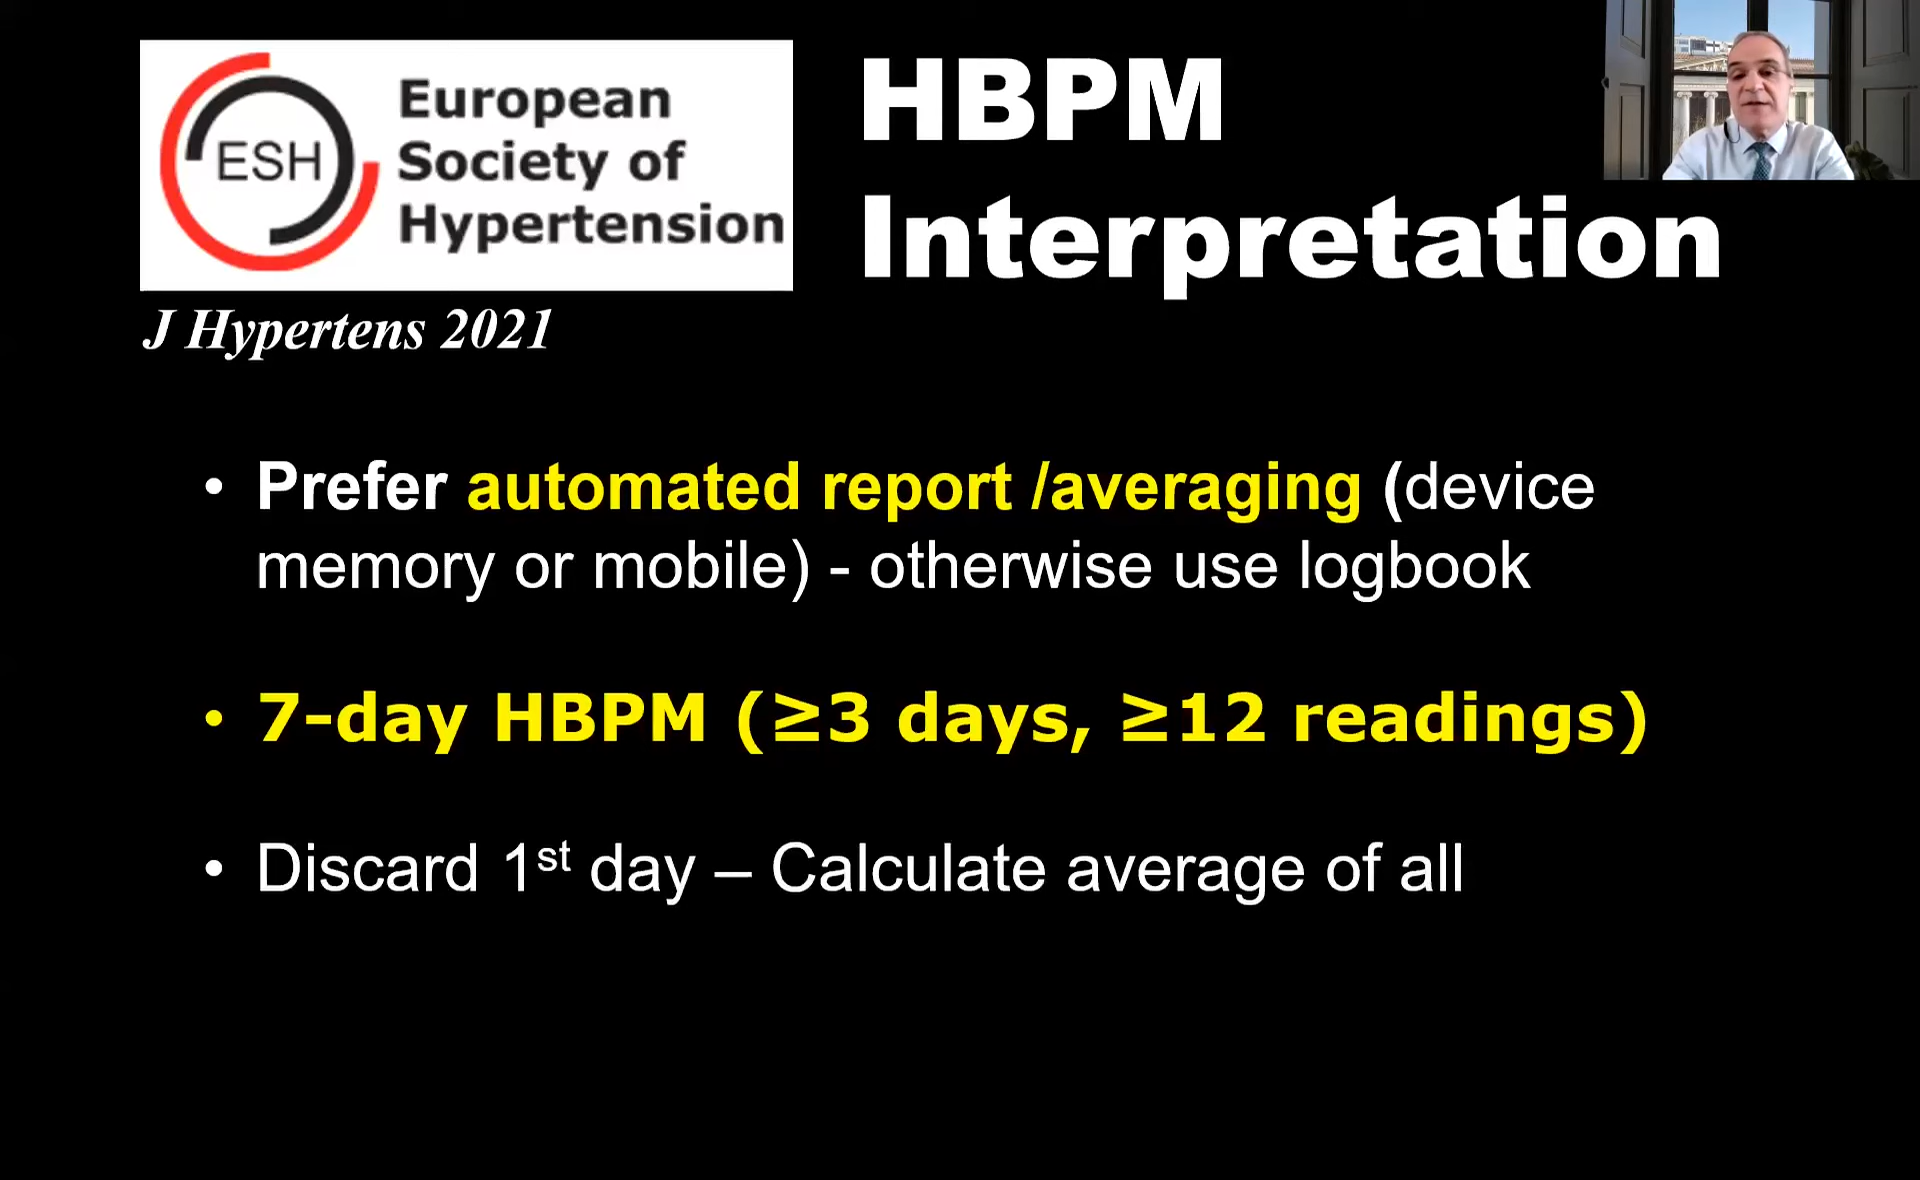 ESH
European
Society of
Hypertension
HBPM
Interpretation
J Hypertens 2021
• Prefer automated report /averaging (device
memory or mobile) - otherwise use logbook
• 7-day HBPM (≥3 days, ≥12 readings)
• Discard 1st day – Calculate average of all